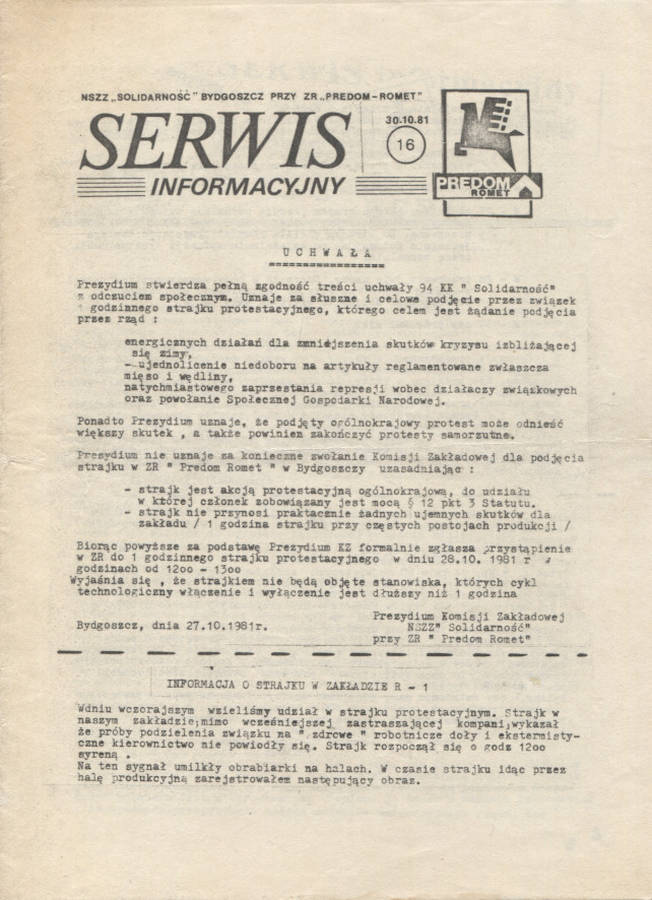 NSZZ „SOLIDARNOŚĆ" BYDGOSZCZ PRZY ZR „PREDOM-ROMET"
SERWIS
INFORMACYJNY
30.10.81
16
PREDOM
ROMET
UCHWAŁA
=================
Prezydium stwierdza pełną zgodność treści uchwały 94 KK " Solidarność"
z odczuciem społecznym. Uznaje za słuszne i celowe podjęcie przez związek
1 godzinnego strajku protestacyjnego, którego celem jest żądanie podjęcia
przez rząd :
energicznych działań dla zmniejszenia skutków kryzysu izbliżającej
się zimy,
- ujednolicenie niedoboru na artykuły reglamentowane zwłaszcza
mięso i wędliny,
natychmiastowego zaprzestania represji wobec działaczy związkowych
oraz powołanie Społecznej Gospodarki Narodowej.
Ponadto Prezydium uznaje, że podjęty ogólnokrajowy protest może odnieść
większy skutek , a także powinien zakończyć protesty samorzutne.
Prezydium nie uznaje za konieczne zwołanie Komisji Zakładowej dla podjęcia
strajku w ZR " Predom Romet " w Bydgoszczy uzasadniając :
- strajk jest akcją protestacyjną ogólnokrajową, do udziału
w której członek zobowiązany jest mocą § 12 pkt 3 Statutu.
- strajk nie przynosi praktacznie żadnych ujemnych skutków dla
zakładu / 1 godzina strajku przy częstych postojach produkcji /
Biorąc powyższe za podstawę Prezydium KZ formalnie zgłasza przystąpienie
w ZR do 1 godzinnego strajku protestacyjnego w dniu 28.10. 1981 r w
godzinach od 12oo - 13oo
Wyjaśnia się , że strajkiem nie będą objęte stanowiska, których cykl
technologiczny włączenie i wyłączenie jest dłuższy niż 1 godzina
Prezydium Komisji Zakładowej
Bydgoszcz, dnia 27.10.1981r.
NSZZ" Solidarność"
przy ZR " Predom Romet"
INFORMACJA O STRAJKU W ZAKŁADZIE R - 1
Wdniu wczorajszym wzieliśmy udział w strajku protestacyjnym. Strajk w
naszym zakładzie,mimo wcześniejszej zastraszającej kompani,wykazał
że próby podzielenia związku na " zdrowe " robotnicze doły i ekstermisty-
czne kierownictwo nie powiodły się. Strajk rozpoczął się o godz 12oo
syreną .
Na ten sygnał umilkły obrabiarki na halach. W czasie strajku idąc przez
halę produkcyjną zarejstrowałem następujący obraz.